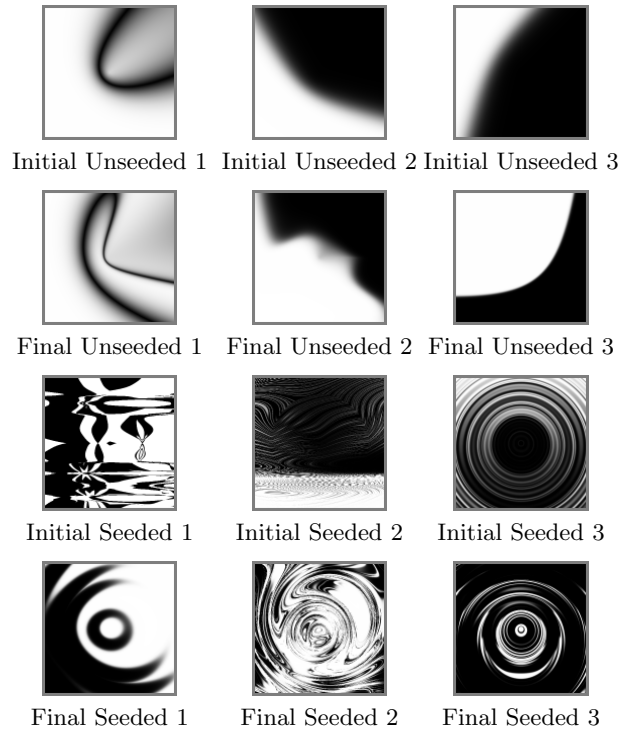 Initial Unseeded 1 Initial Unseeded 2 Initial Unseeded 3
Final Unseeded 1 Final Unseeded 2 Final Unseeded 3
Initial Seeded 1 Initial Seeded 2 Initial Seeded 3
Final Seeded 1 Final Seeded 2 Final Seeded 3